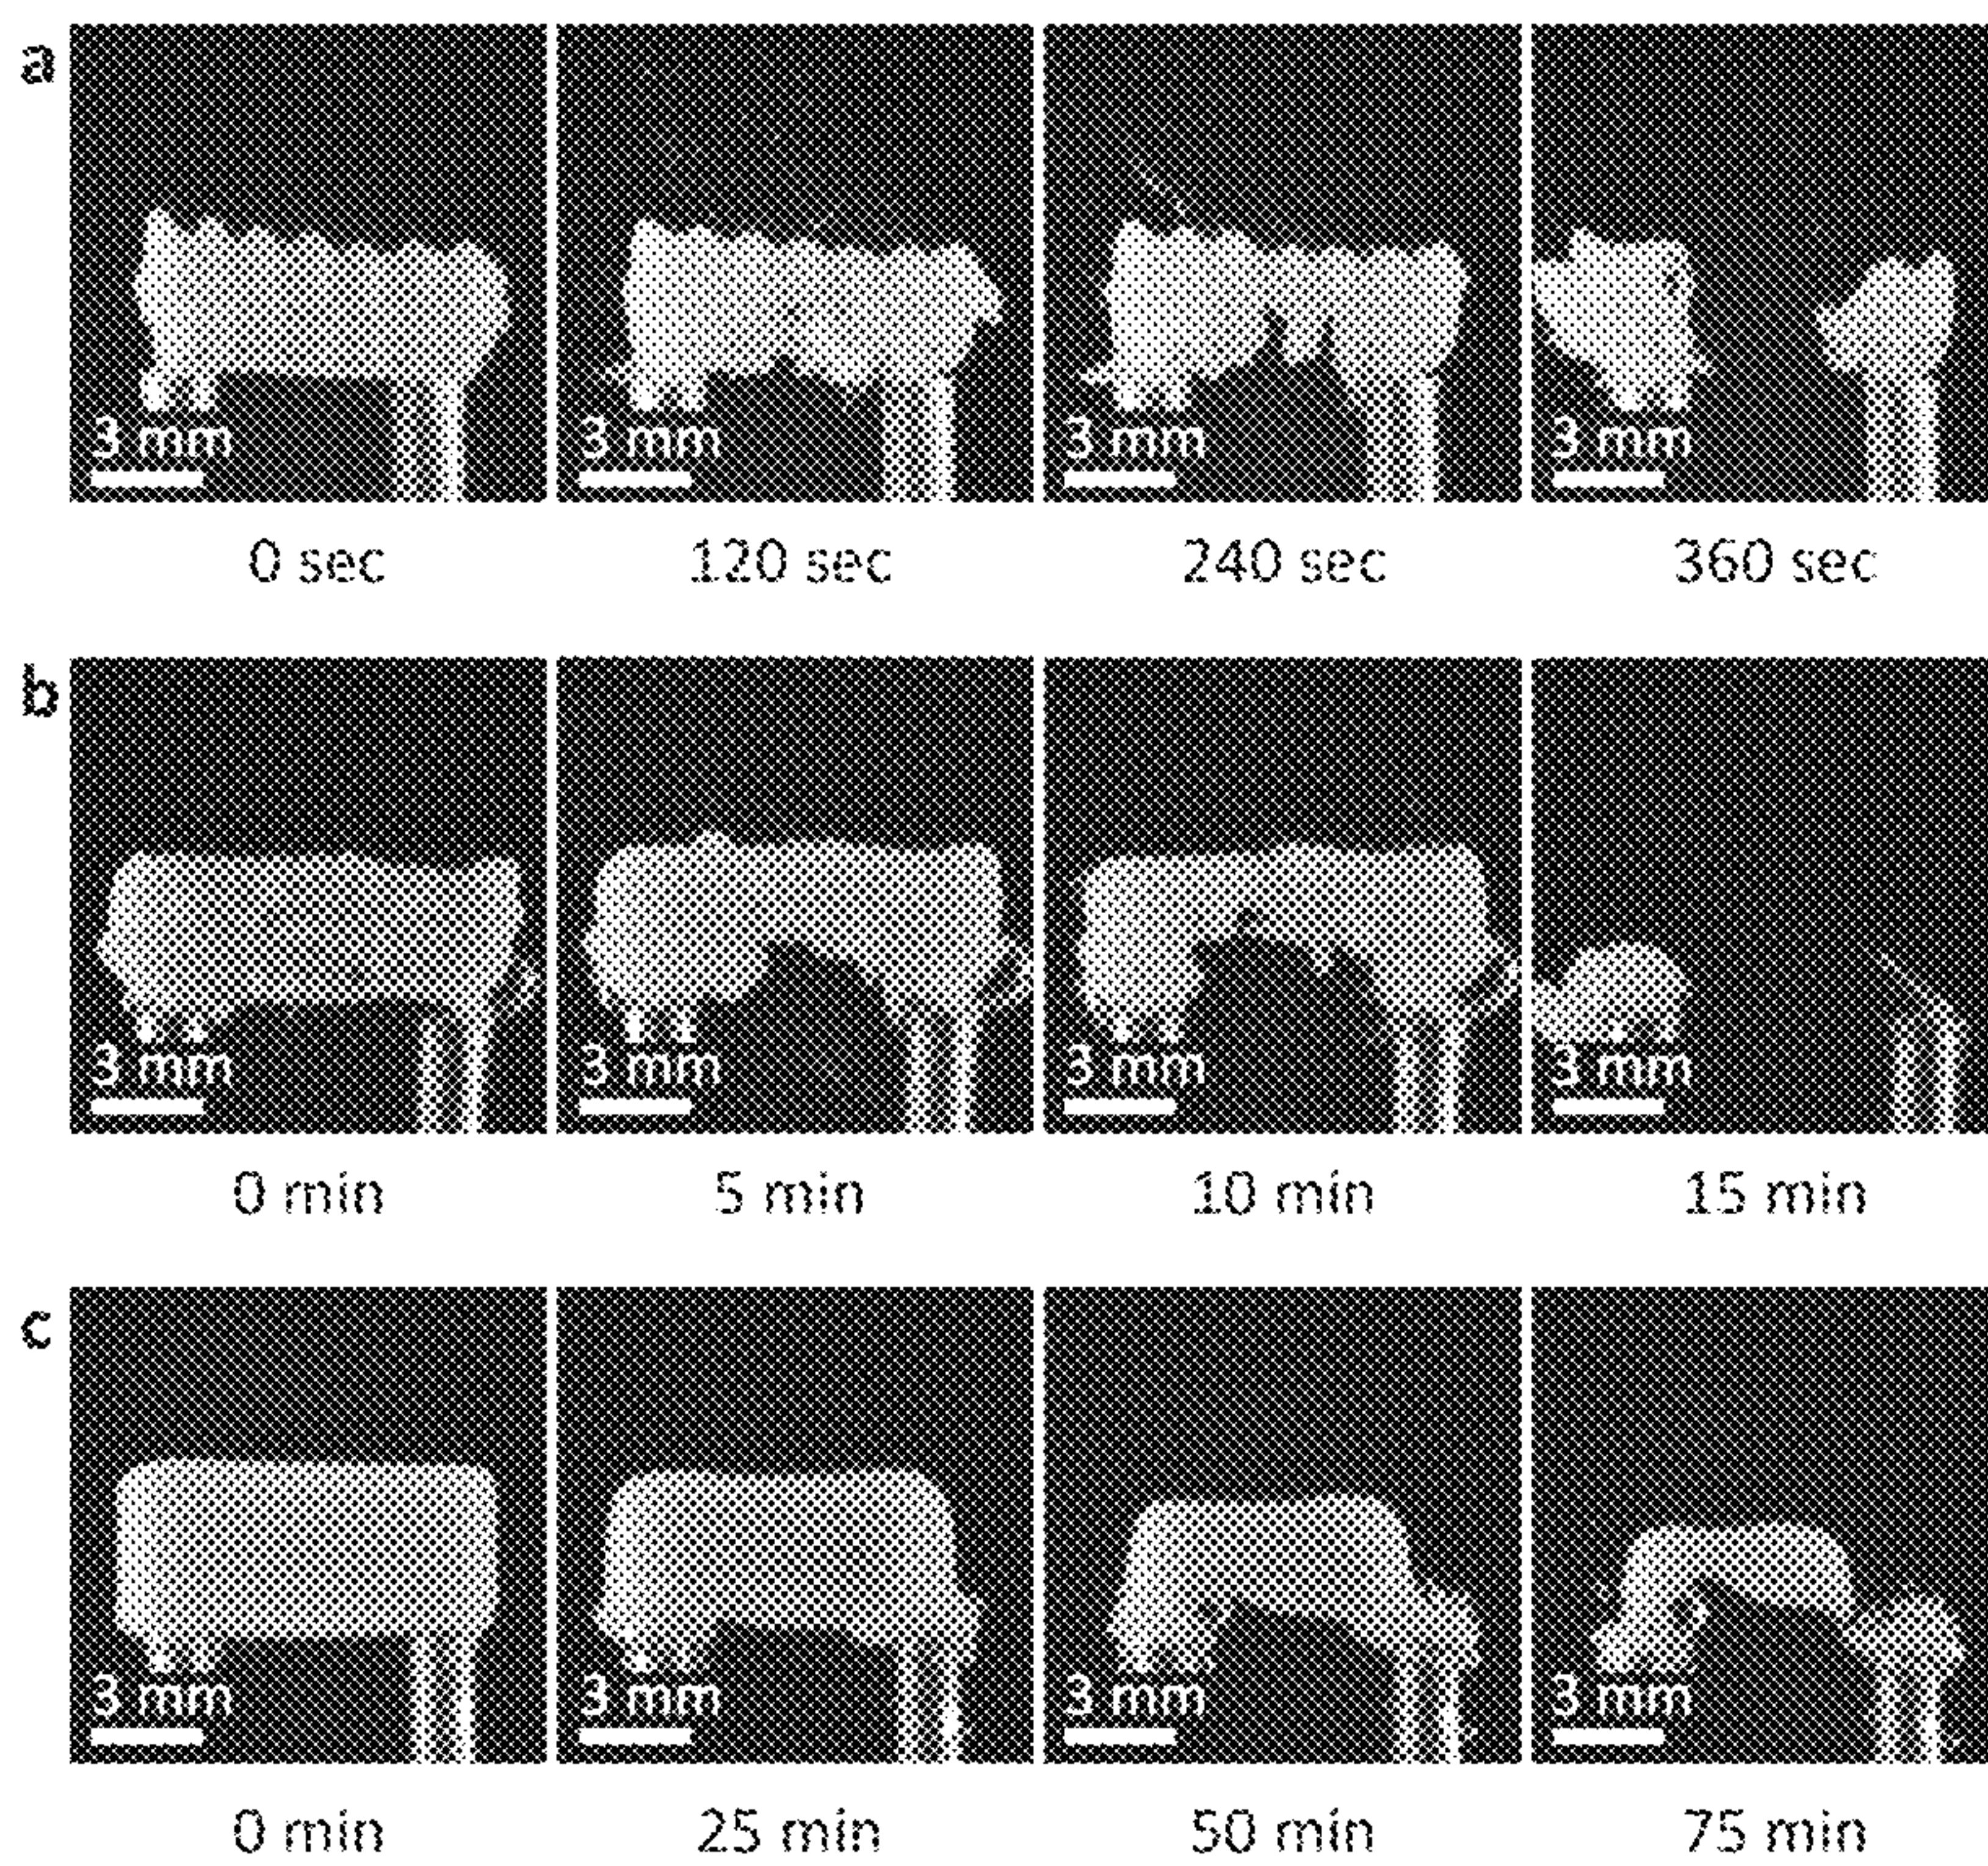 a
3 mm 3 mm 3 mm 3 mm
0 sec 120 sec 240 sec 360 sec
b
3 mm 3 mm 3 mm 3 mm
0 min 5 min 10 min 15 min
c
3 mm 3 mm 3 mm 3 mm
0 min 25 min 50 min 75 min